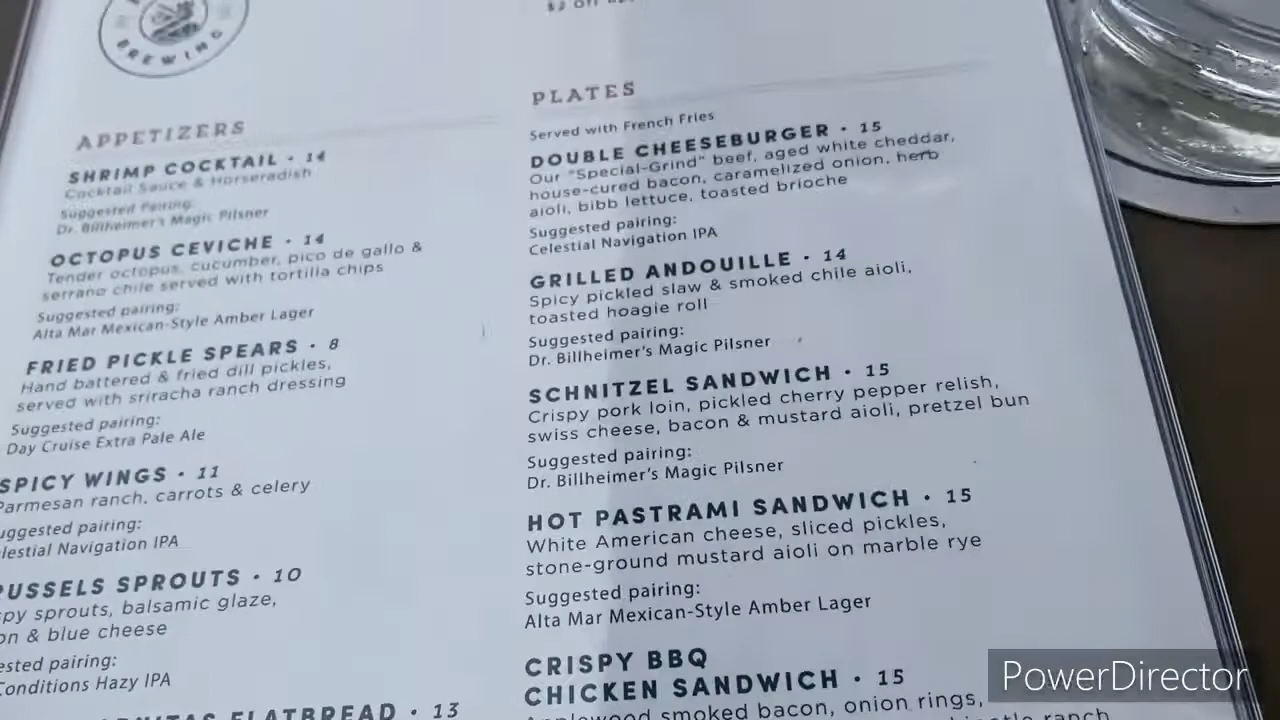 BREWING
$2 off
APPETIZERS
SHRIMP COCKTAIL • 14
Cocktail Sauce & Horseradish
Suggested Pairing:
Dr. Billheimer's Magic Pilsner
OCTOPUS CEVICHE • 14
Tender octopus, cucumber, pico de gallo &
serrano chile served with tortilla chips
Suggested pairing:
Alta Mar Mexican-Style Amber Lager
FRIED PICKLE SPEARS • 8
Hand battered & fried dill pickles,
served with sriracha ranch dressing
Suggested pairing:
Day Cruise Extra Pale Ale
SPICY WINGS • 11
Parmesan ranch, carrots & celery
uggested pairing:
elestial Navigation IPA
RUSSELS SPROUTS • 10
spy sprouts, balsamic glaze,
on & blue cheese
ested pairing:
Conditions Hazy IPA
FLATBREAD • 13
PLATES
Served with French Fries
DOUBLE CHEESEBURGER • 15
Our "Special-Grind" beef, aged white cheddar,
house-cured bacon, caramelized onion, herb
aioli, bibb lettuce, toasted brioche
Suggested pairing:
Celestial Navigation IPA
GRILLED ANDOUILLE • 14
Spicy pickled slaw & smoked chile aioli,
toasted hoagie roll
Suggested pairing:
Dr. Billheimer's Magic Pilsner
SCHNITZEL SANDWICH • 15
Crispy pork loin, pickled cherry pepper relish,
swiss cheese, bacon & mustard aioli, pretzel bun
Suggested pairing:
Dr. Billheimer's Magic Pilsner
HOT PASTRAMI SANDWICH • 15
White American cheese, sliced pickles,
stone-ground mustard aioli on marble rye
Suggested pairing:
Alta Mar Mexican-Style Amber Lager
CRISPY BBQ
CHICKEN SANDWICH • 15
Applewood smoked bacon, onion rings,
ranch
PowerDirector